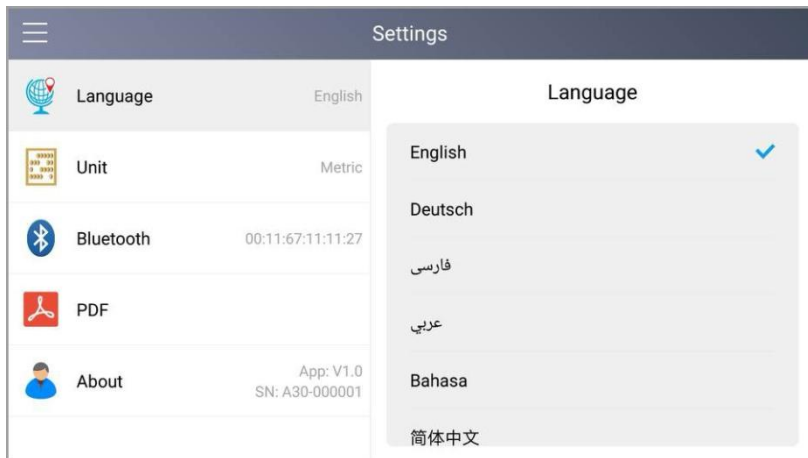 Settings
Language
English
Unit
Metric
Bluetooth
00:11:67:11:11:27
PDF
About
App: V1.0
SN: A30-000001
Language
English
Deutsch
فارسی
عربي
Bahasa
简体中文